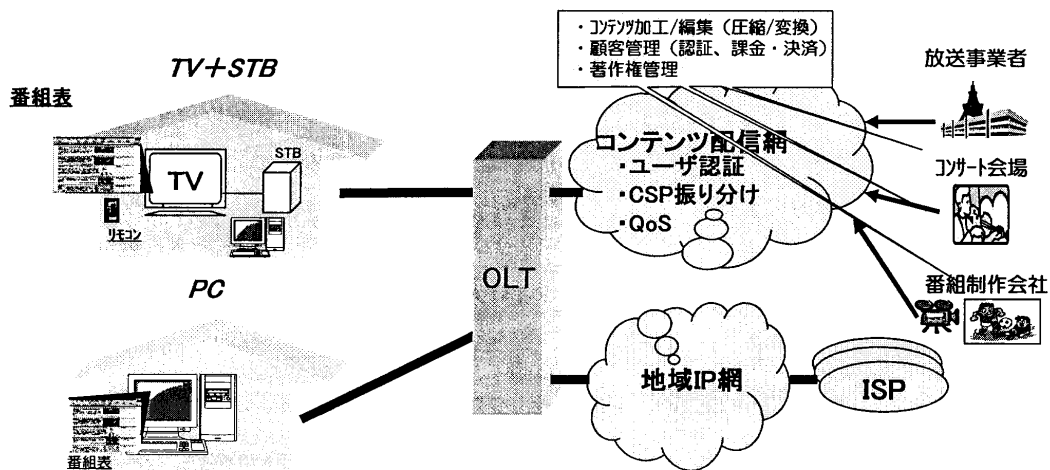 ・コンテンツ加工/編集（圧縮/変換）
・顧客管理（認証、課金・決済）
・著作権管理
TV＋STB
番組表
TV
STB
リモコン
放送事業者
コンテンツ配信網
・ユーザ認証
・CSP振り分け
・QoS
コンサート会場
OLT
PC
番組表
番組制作会社
地域IP網
ISP